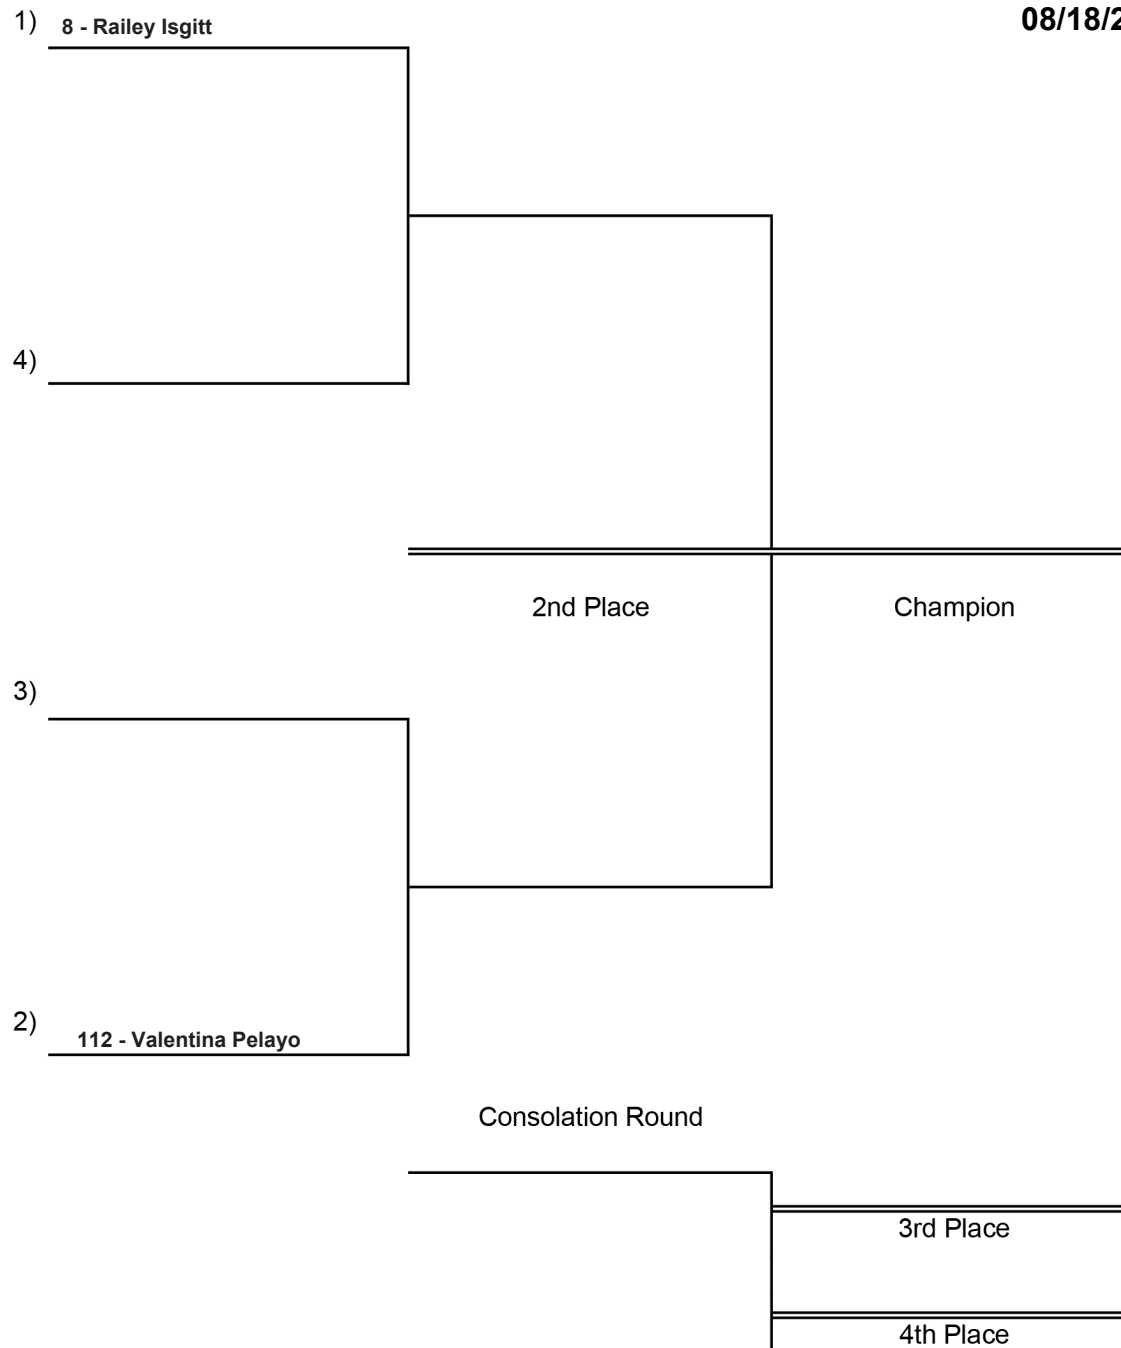 1) 8 - Railey Isgitt
08/18/2
4)
2nd Place Champion
3)
2) 112 - Valentina Pelayo
Consolation Round
3rd Place
4th Place